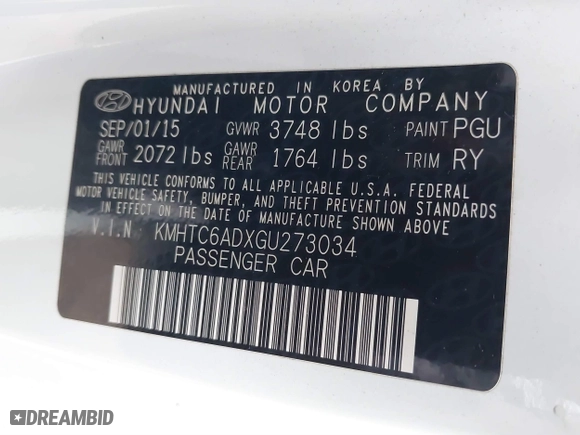 MANUFACTURED IN KOREA BY
HYUNDAI MOTOR COMPANY
SEP/01/15 GVWR 3748 lbs PAINT PGU
GAWR FRONT 2072 lbs GAWR REAR 1764 lbs TRIM RY
THIS VEHICLE CONFORMS TO ALL APPLICABLE U.S.A. FEDERAL
MOTOR VEHICLE SAFETY, BUMPER, AND THEFT PREVENTION STANDARDS
IN EFFECT ON THE DATE OF MANUFACTURE SHOWN ABOVE
V.I.N KMHTC6ADXGU273034
PASSENGER CAR
DREAMBID